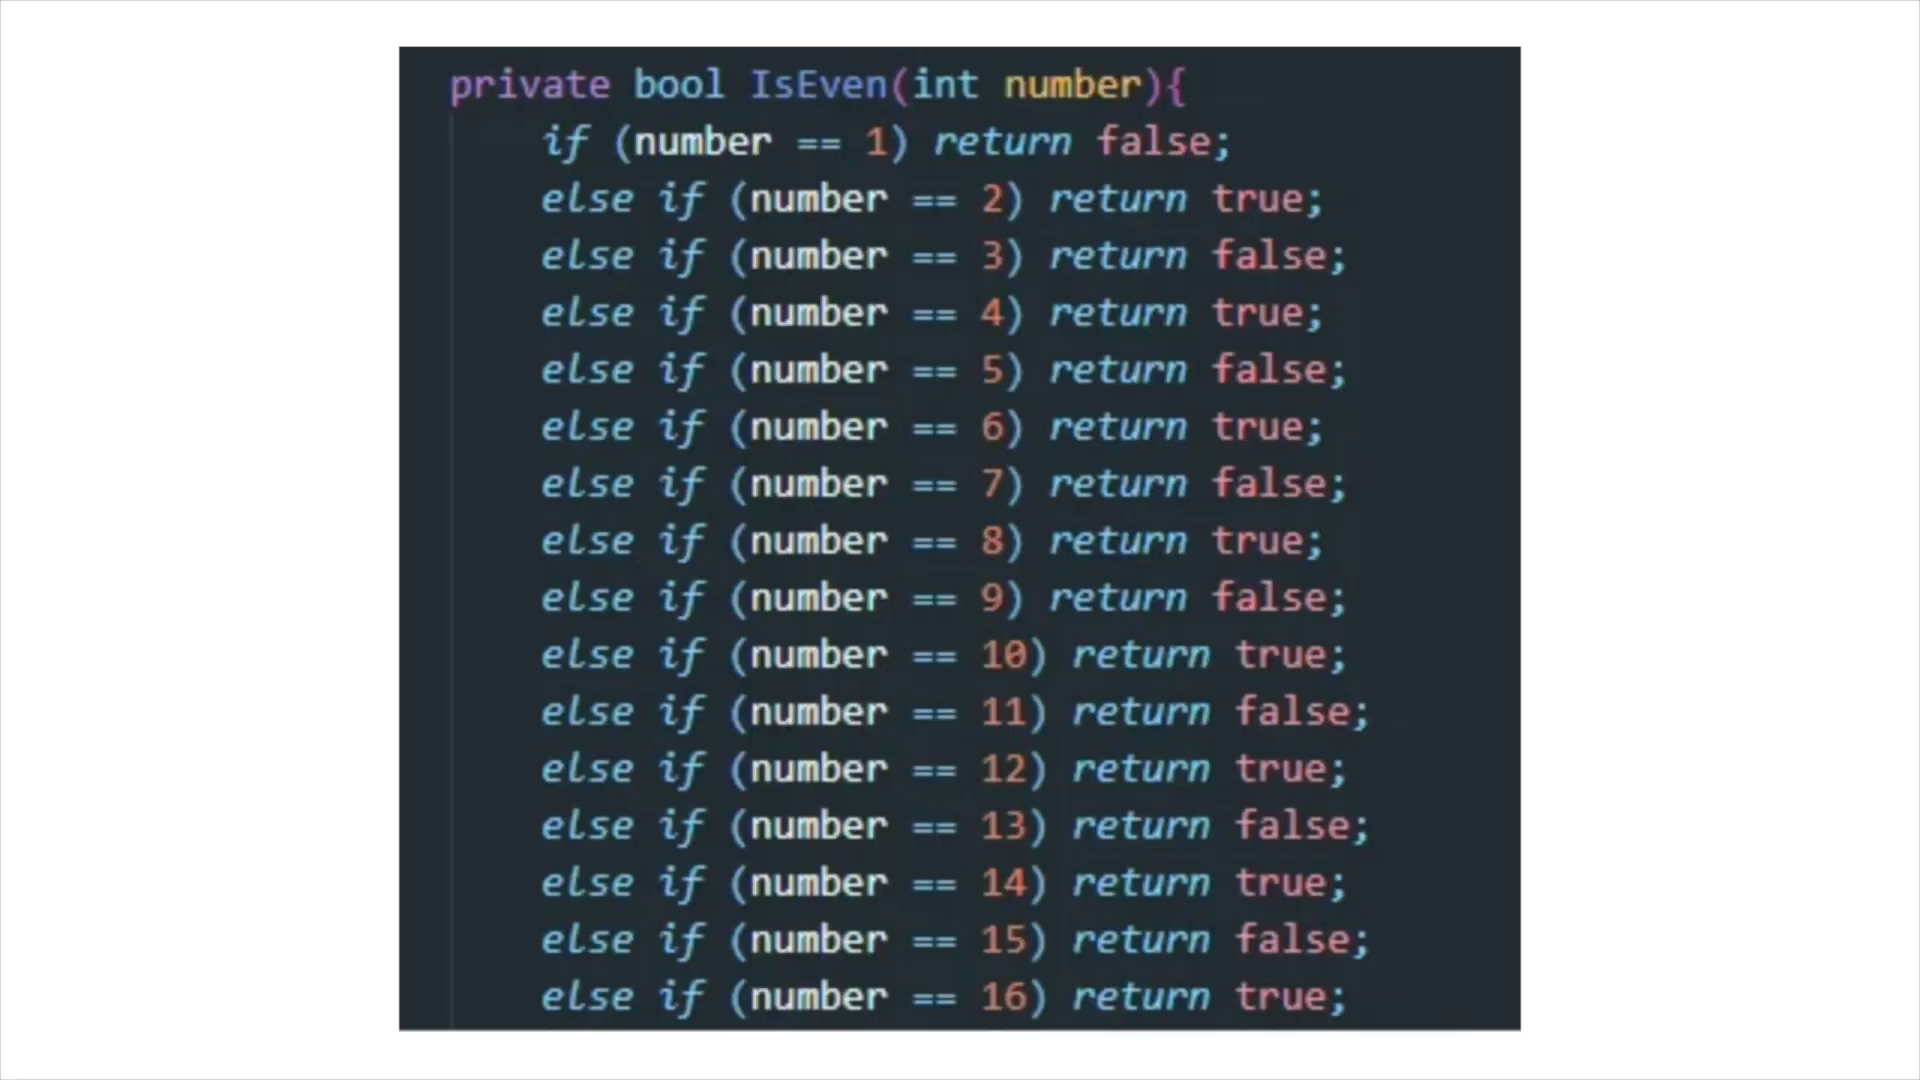 private bool IsEven(int number){
if (number == 1) return false;
else if (number == 2) return true;
else if (number == 3) return false;
else if (number == 4) return true;
else if (number == 5) return false;
else if (number == 6) return true;
else if (number == 7) return false;
else if (number == 8) return true;
else if (number == 9) return false;
else if (number == 10) return true;
else if (number == 11) return false;
else if (number == 12) return true;
else if (number == 13) return false;
else if (number == 14) return true;
else if (number == 15) return false;
else if (number == 16) return true;